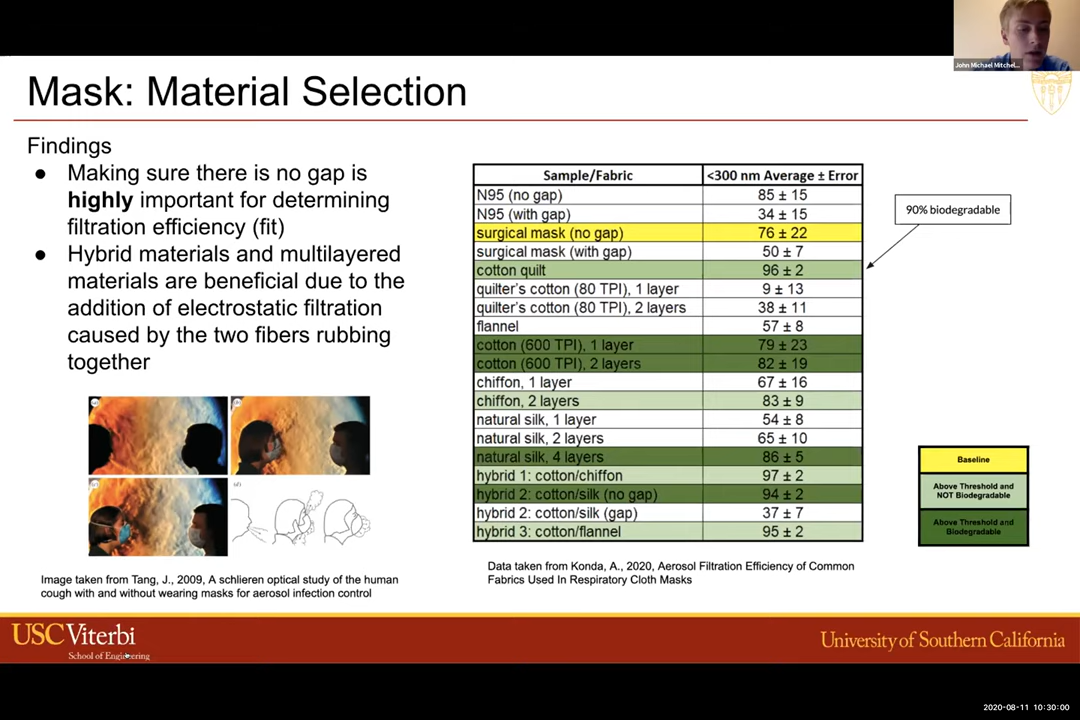 John Michael Mitchel...
Mask: Material Selection
Findings
● Making sure there is no gap is
highly important for determining
filtration efficiency (fit)
● Hybrid materials and multilayered
materials are beneficial due to the
addition of electrostatic filtration
caused by the two fibers rubbing
together
Image taken from Tang, J., 2009, A schlieren optical study of the human
cough with and without wearing masks for aerosol infection control
Sample/Fabric <300 nm Average ± Error
N95 (no gap) 85 ± 15
N95 (with gap) 34 ± 15
surgical mask (no gap) 76 ± 22
surgical mask (with gap) 50 ± 7
cotton quilt 96 ± 2
quilter's cotton (80 TPI), 1 layer 9 ± 13
quilter's cotton (80 TPI), 2 layers 38 ± 11
flannel 57 ± 8
cotton (600 TPI), 1 layer 79 ± 23
cotton (600 TPI), 2 layers 82 ± 19
chiffon, 1 layer 67 ± 16
chiffon, 2 layers 83 ± 9
natural silk, 1 layer 54 ± 8
natural silk, 2 layers 65 ± 10
natural silk, 4 layers 86 ± 5
hybrid 1: cotton/chiffon 97 ± 2
hybrid 2: cotton/silk (no gap) 94 ± 2
hybrid 2: cotton/silk (gap) 37 ± 7
hybrid 3: cotton/flannel 95 ± 2
Data taken from Konda, A., 2020, Aerosol Filtration Efficiency of Common
Fabrics Used In Respiratory Cloth Masks
90% biodegradable
Baseline
Above Threshold and
NOT Biodegradable
Above Threshold and
Biodegradable
USC Viterbi
School of Engineering
University of Southern California
2020-08-11 10:30:00